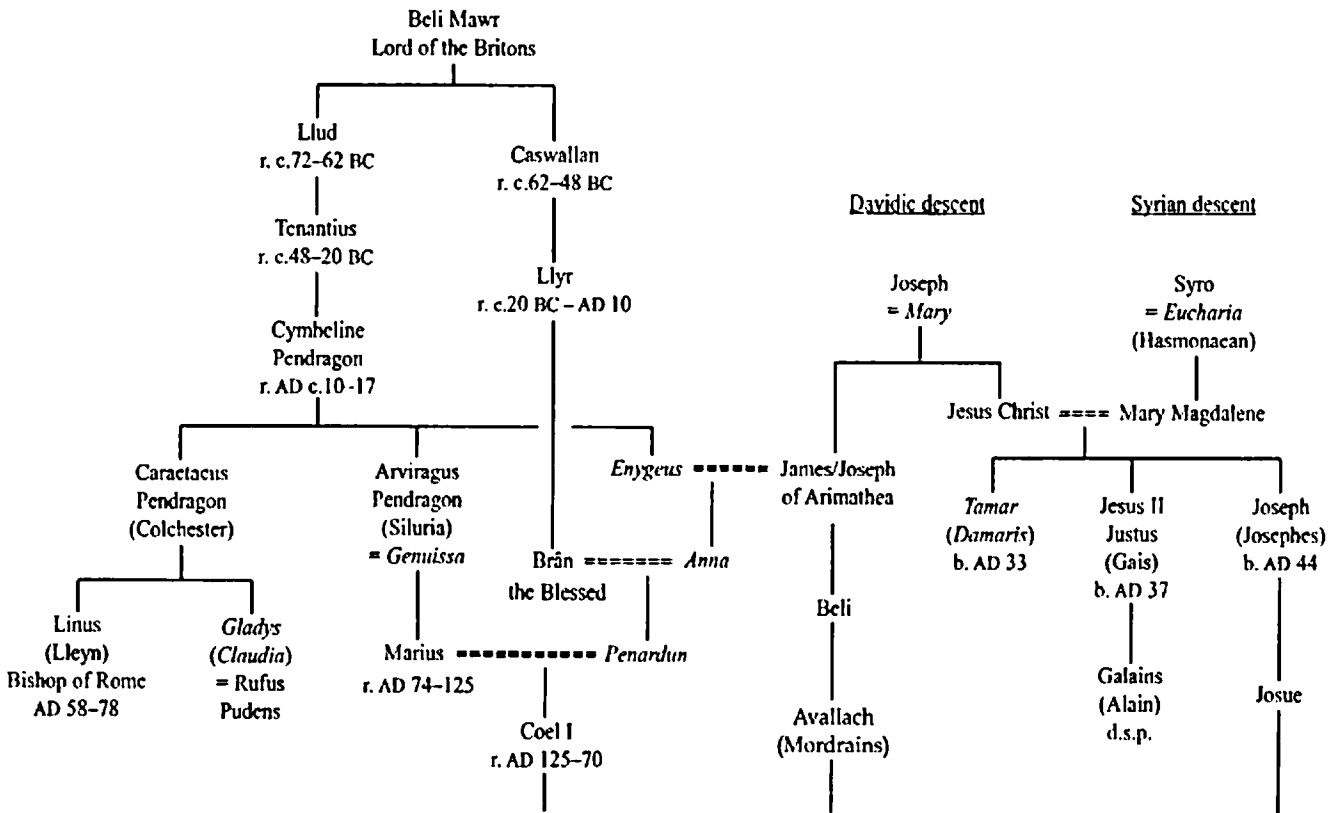 Beli Mawr
Lord of the Britons
Llud
r. c.72–62 BC
Caswallan
r. c.62–48 BC
Davidic descent
Syrian descent
Tenantius
r. c.48–20 BC
Llyr
r. c.20 BC – AD 10
Joseph
= Mary
Syro
= Eucharia
(Hasmonaean)
Cymbeline
Pendragon
r. AD c.10-17
Jesus Christ ==== Mary Magdalene
Caractacus
Pendragon
(Colchester)
Arviragus
Pendragon
(Siluria)
= Genuissa
Enygeus ====== James/Joseph
of Arimathea
Tamar
(Damaris)
b. AD 33
Jesus II
Justus
(Gais)
b. AD 37
Joseph
(Josephes)
b. AD 44
Brân ======= Anna
the Blessed
Beli
Linus
(Lleyn)
Bishop of Rome
AD 58–78
Gladys
(Claudia)
= Rufus
Pudens
Marius =========== Penardun
r. AD 74–125
Galains
(Alain)
d.s.p.
Josue
Coel I
r. AD 125–70
Avallach
(Mordrains)